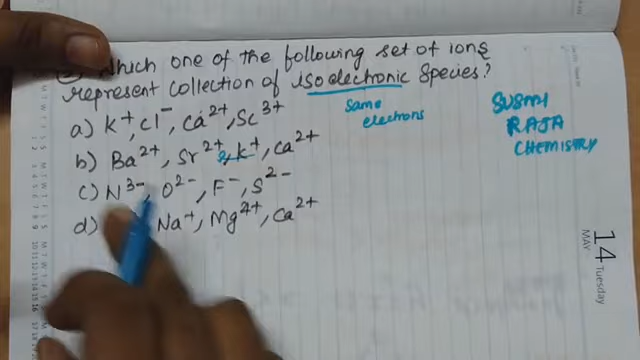 Which one of the following set of ions
represent collection of isoelectronic species?
same
electrons
SUSMI
RAJA
CHEMISTRY
a) K⁺, Cl⁻, Ca²⁺, Sc³⁺
b) Ba²⁺, Sr²⁺, K⁺, Ca²⁺
c) N³⁻, O²⁻, F⁻, S²⁻
d) Na⁺, Mg²⁺, Ca²⁺
14
MAY
Tuesday